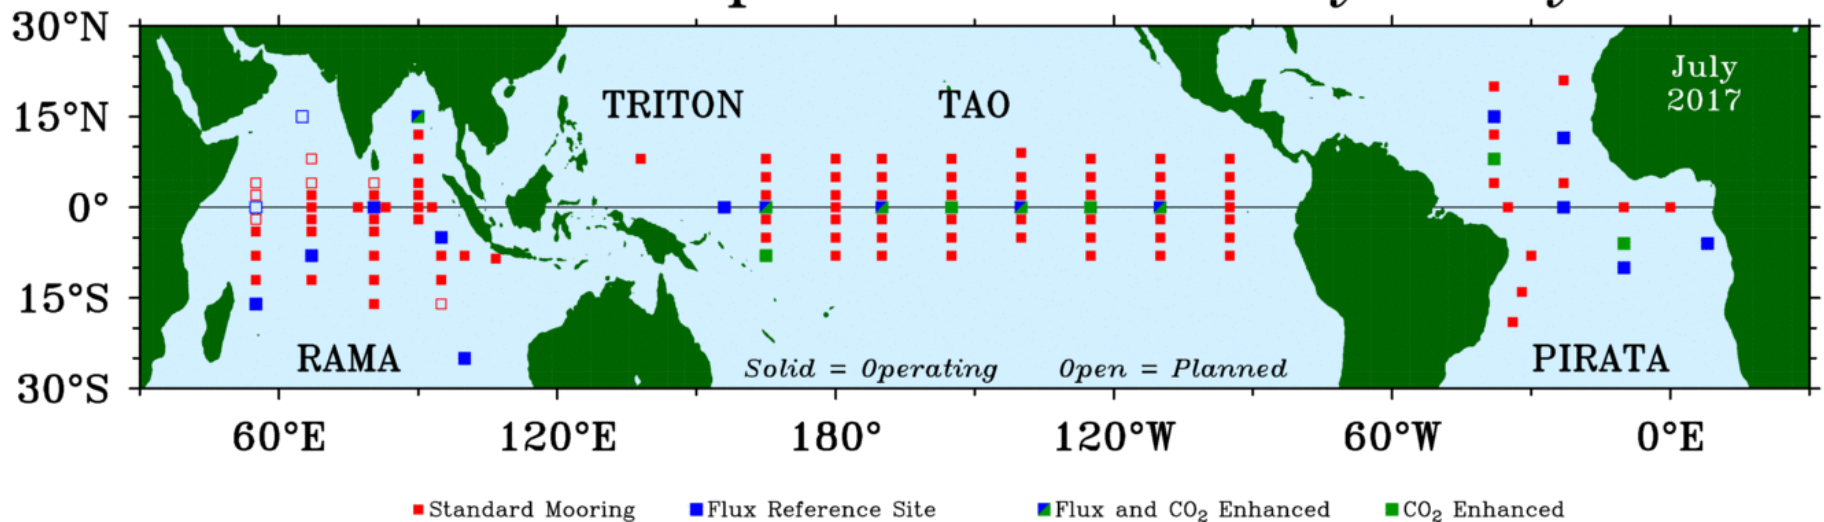 30°N
15°N
0°
15°S
30°S
TRITON
TAO
July
2017
RAMA
Solid = Operating
Open = Planned
PIRATA
60°E
120°E
180°
120°W
60°W
0°E
Standard Mooring
Flux Reference Site
Flux and CO₂ Enhanced
CO₂ Enhanced